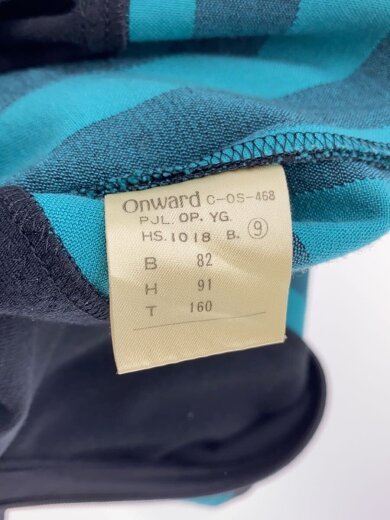 Onward C-OS-468
PJL. OP. YG.
HS. 1018 B. ⑨
B 82
H 91
T 160